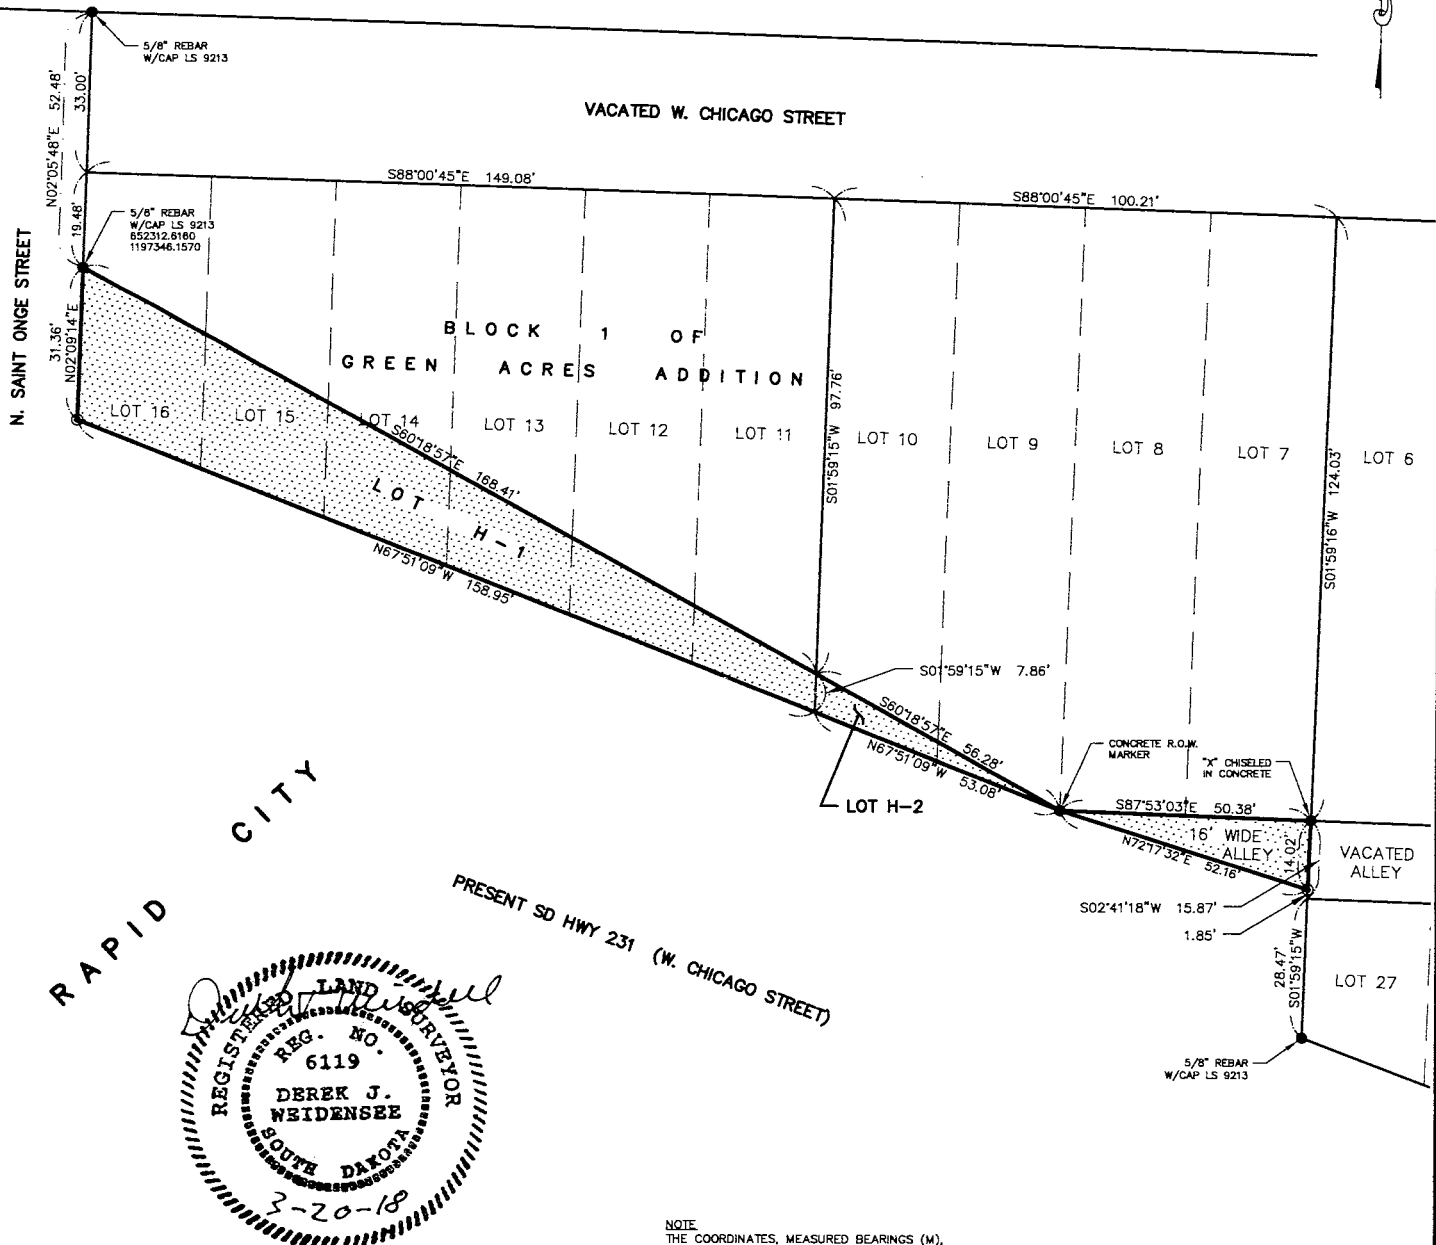 5/8" REBAR
W/CAP LS 9213
N02°05'48"E 52.48'
33.00'
VACATED W. CHICAGO STREET
S88°00'45"E 149.08'
S88°00'45"E 100.21'
19.48'
5/8" REBAR
W/CAP LS 9213
652312.6160
1197346.1570
N. SAINT ONGE STREET
31.36'
N02°09'14"E
BLOCK 1 OF
GREEN ACRES ADDITION
S01°59'15"W 97.76'
S01°59'16"W 124.03'
LOT 16
LOT 15
LOT 14
LOT 13
LOT 12
LOT 11
LOT 10
LOT 9
LOT 8
LOT 7
LOT 6
S60°18'57"E 168.41'
LOT H-1
N67°51'09"W 158.95'
S01°59'15"W 7.86'
S60°18'57"E 56.28'
N67°51'09"W 53.08'
LOT H-2
CONCRETE R.O.W.
MARKER
"X" CHISELED
IN CONCRETE
S87°53'03"E 50.38'
16' WIDE
ALLEY
14.02'
N72°17'32"E 52.16'
VACATED
ALLEY
S02°41'18"W 15.87'
1.85'
28.47'
S01°59'15"W
LOT 27
5/8" REBAR
W/CAP LS 9213
RAPID CITY
PRESENT SD HWY 231 (W. CHICAGO STREET)
REGISTERED LAND SURVEYOR
REG. NO.
6119
DEREK J.
WEIDENSEE
SOUTH DAKOTA
3-20-18
NOTE
THE COORDINATES, MEASURED BEARINGS (M),